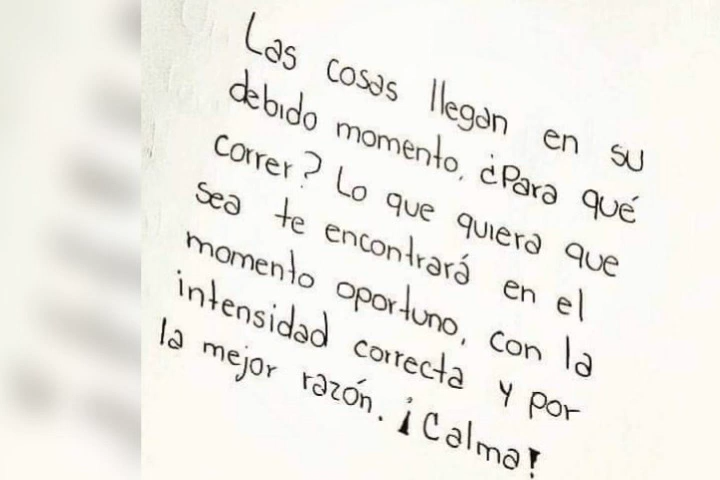 Las cosas llegan en su
debido momento. ¿Para qué
correr? Lo que quiera que
sea te encontrará en el
momento oportuno, con la
intensidad correcta y por
la mejor razón. ¡Calma!